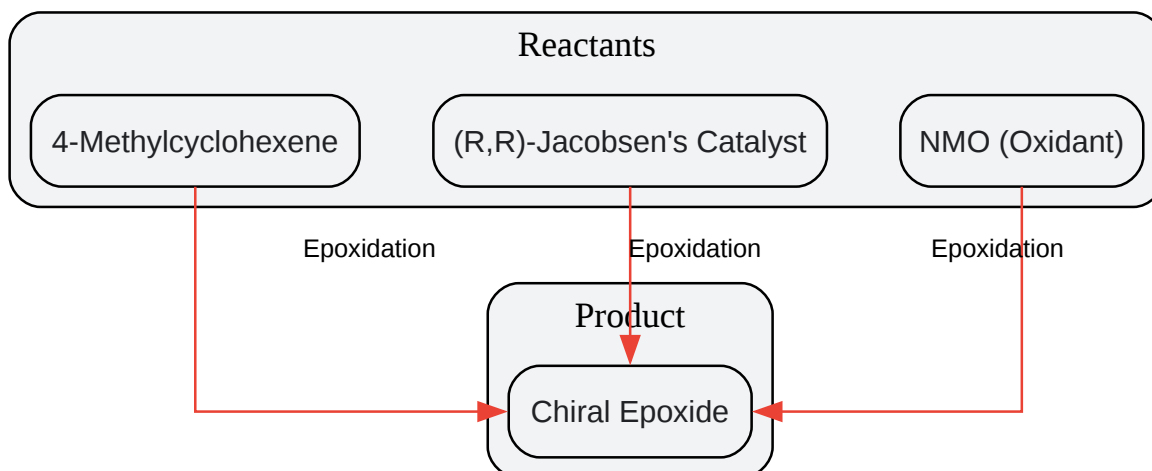 Reactants
4-Methylcyclohexene
(R,R)-Jacobsen's Catalyst
NMO (Oxidant)
Epoxidation
Epoxidation
Epoxidation
Product
Chiral Epoxide